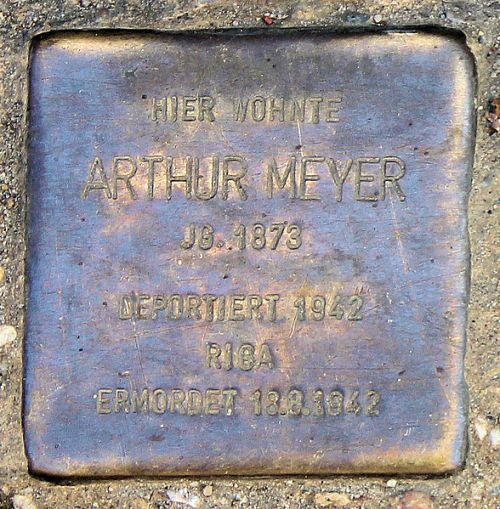 HIER WOHNTE
ARTHUR MEYER
JG. 1873
DEPORTIERT 1942
RIGA
ERMORDET 18.8.1942